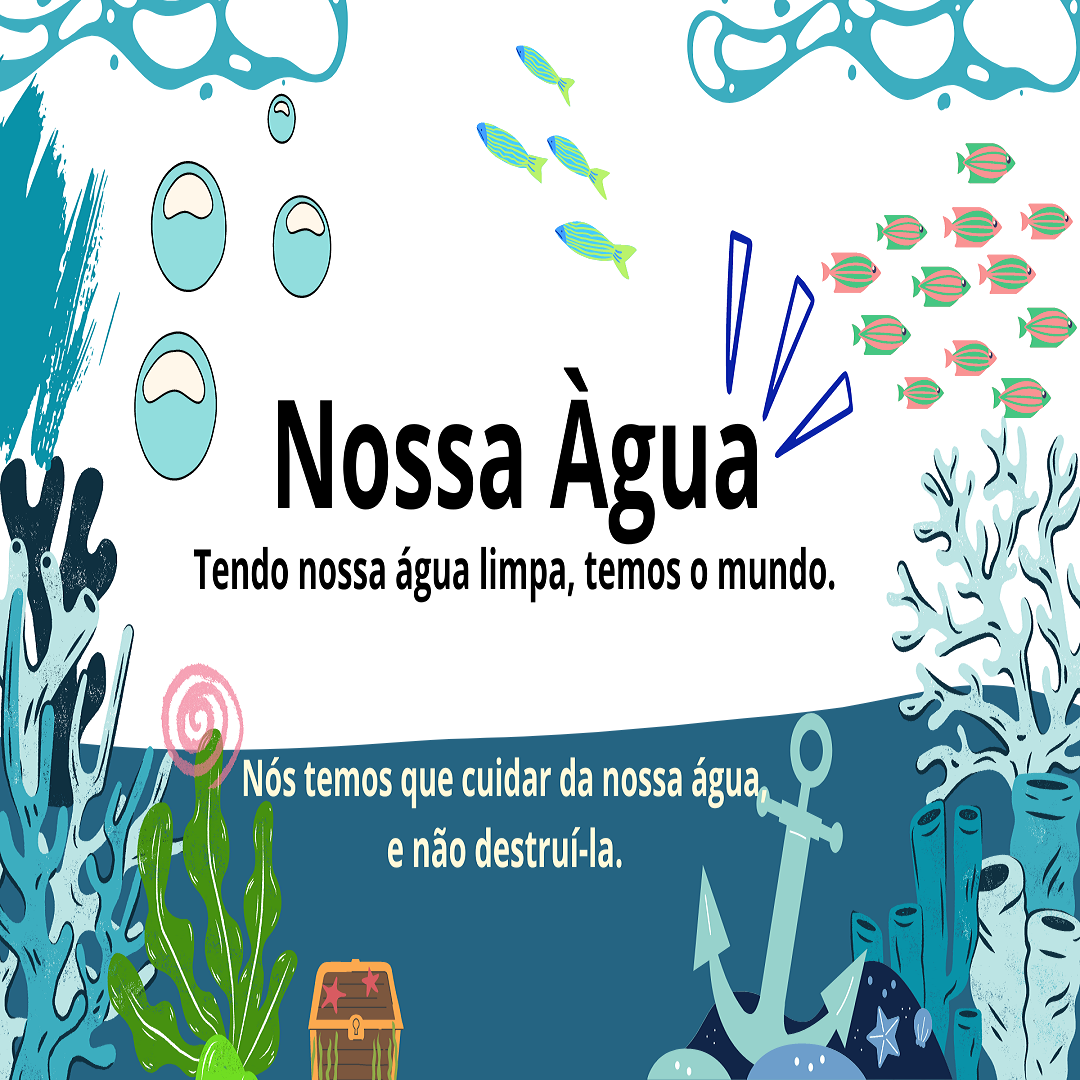 Nossa Àgua
Tendo nossa água limpa, temos o mundo.
Nós temos que cuidar da nossa água,
e não destruí-la.